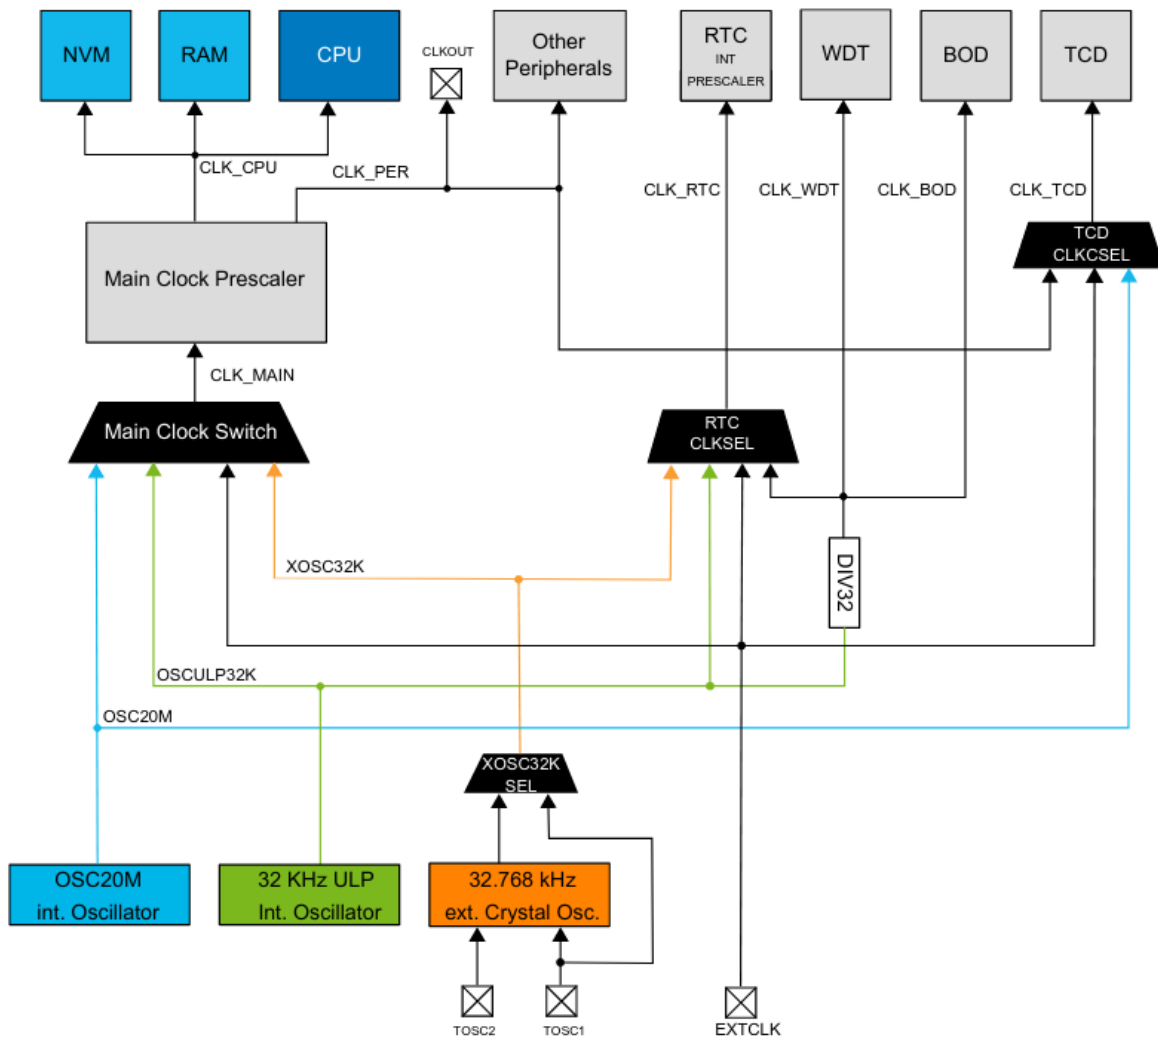 NVM
RAM
CPU
CLKOUT
Other
Peripherals
RTC
INT
PRESCALER
WDT
BOD
TCD
CLK_CPU
CLK_PER
CLK_RTC
CLK_WDT
CLK_BOD
CLK_TCD
TCD
CLKCSEL
Main Clock Prescaler
CLK_MAIN
Main Clock Switch
RTC
CLKSEL
XOSC32K
DIV32
OSCULP32K
OSC20M
XOSC32K
SEL
OSC20M
int. Oscillator
32 KHz ULP
Int. Oscillator
32.768 kHz
ext. Crystal Osc.
TOSC2
TOSC1
EXTCLK